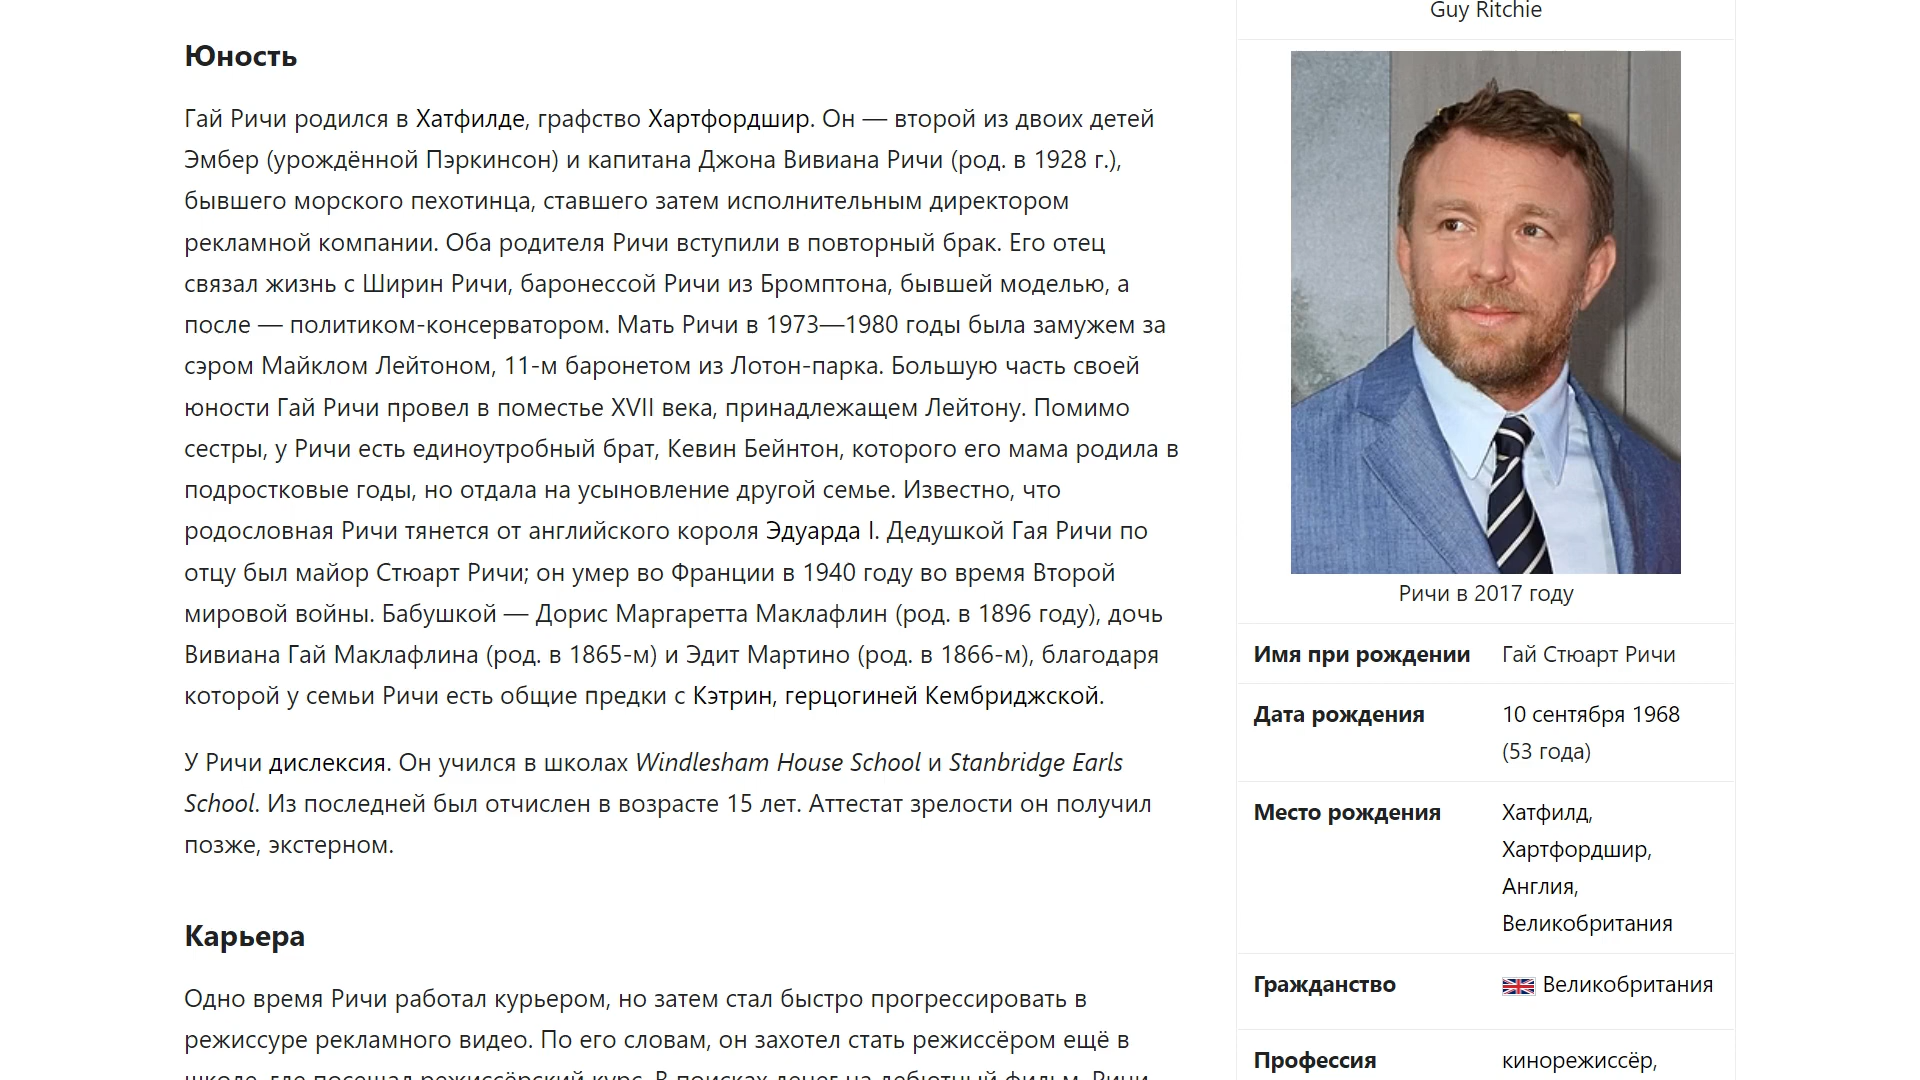 Юность
Гай Ричи родился в Хатфилде, графство Хартфордшир. Он — второй из двоих детей
Эмбер (урождённой Пэркинсон) и капитана Джона Вивиана Ричи (род. в 1928 г.),
бывшего морского пехотинца, ставшего затем исполнительным директором
рекламной компании. Оба родителя Ричи вступили в повторный брак. Его отец
связал жизнь с Ширин Ричи, баронессой Ричи из Бромптона, бывшей моделью, а
после — политиком-консерватором. Мать Ричи в 1973—1980 годы была замужем за
сэром Майклом Лейтоном, 11-м баронетом из Лотон-парка. Большую часть своей
юности Гай Ричи провел в поместье XVII века, принадлежащем Лейтону. Помимо
сестры, у Ричи есть единоутробный брат, Кевин Бейнтон, которого его мама родила в
подростковые годы, но отдала на усыновление другой семье. Известно, что
родословная Ричи тянется от английского короля Эдуарда I. Дедушкой Гая Ричи по
отцу был майор Стюарт Ричи; он умер во Франции в 1940 году во время Второй
мировой войны. Бабушкой — Дорис Маргаретта Маклафлин (род. в 1896 году), дочь
Вивиана Гай Маклафлина (род. в 1865-м) и Эдит Мартино (род. в 1866-м), благодаря
которой у семьи Ричи есть общие предки с Кэтрин, герцогиней Кембриджской.
У Ричи дислексия. Он учился в школах Windlesham House School и Stanbridge Earls
School. Из последней был отчислен в возрасте 15 лет. Аттестат зрелости он получил
позже, экстерном.
Карьера
Одно время Ричи работал курьером, но затем стал быстро прогрессировать в
режиссуре рекламного видео. По его словам, он захотел стать режиссёром ещё в
школе, где посещал режиссёрский курс. В поисках денег на дебютный фильм, Ричи
Guy Ritchie
Ричи в 2017 году
Имя при рождении Гай Стюарт Ричи
Дата рождения 10 сентября 1968
(53 года)
Место рождения Хатфилд,
Хартфордшир,
Англия,
Великобритания
Гражданство Великобритания
Профессия кинорежиссёр,